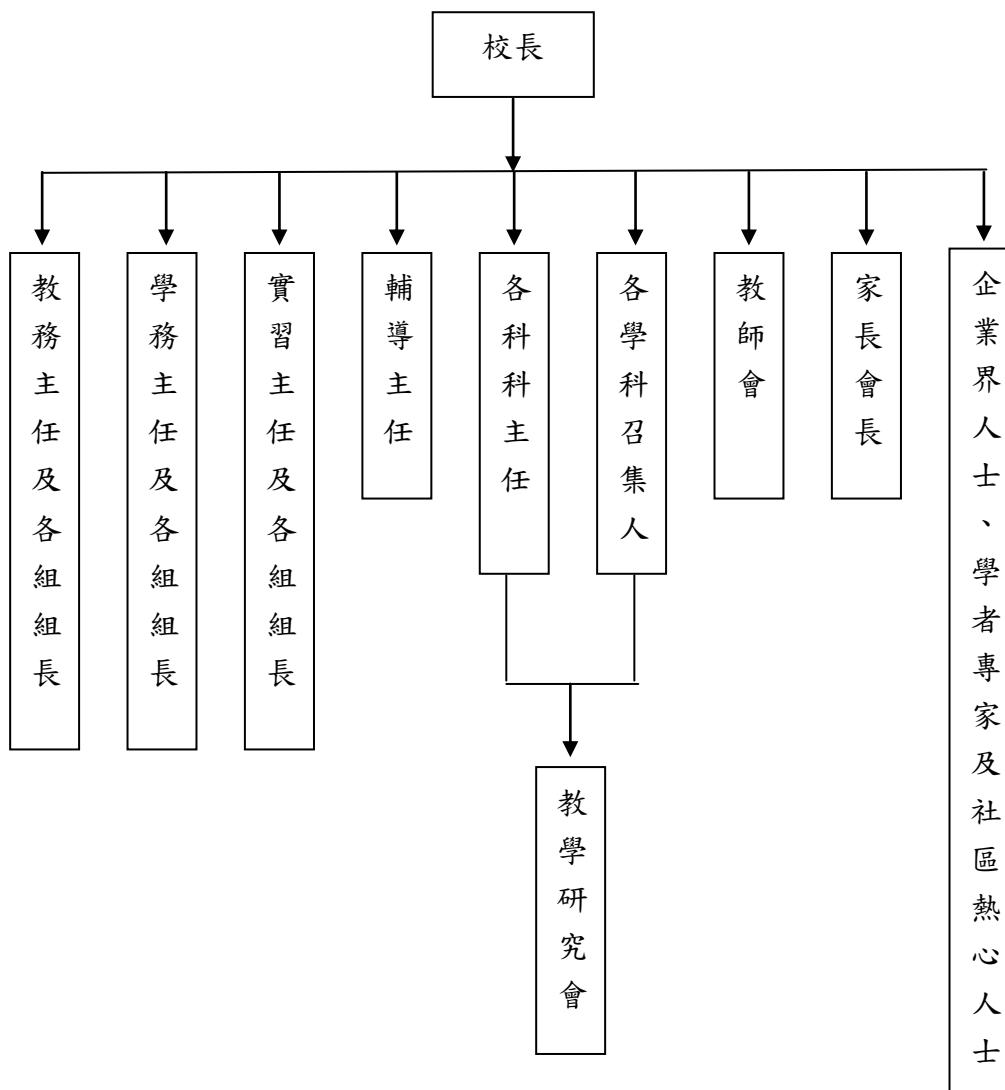 校長
教務主任及各組組長
學務主任及各組組長
實習主任及各組組長
輔導主任
各科科主任
各學科召集人
教師會
家長會長
企業界人士、學者專家及社區熱心人士
教學研究會